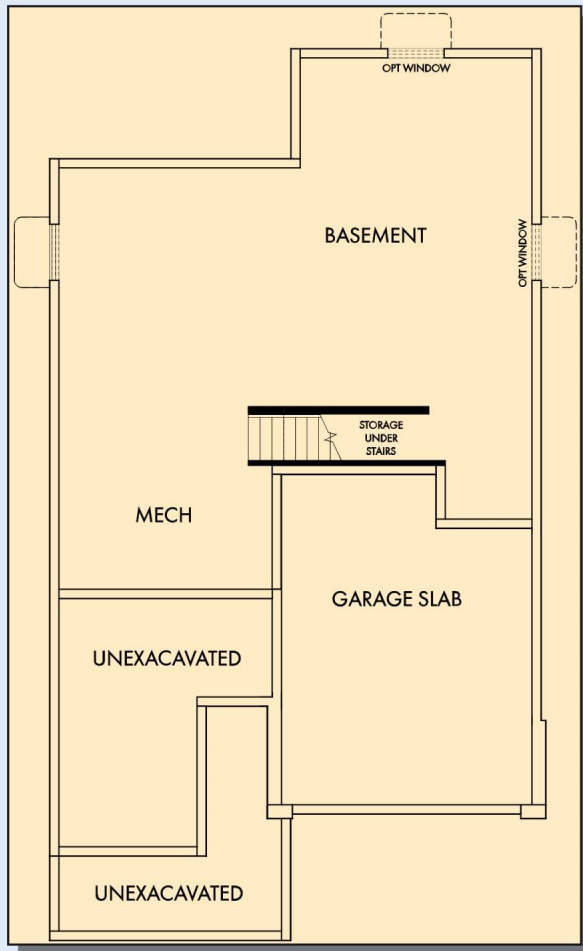 OPT WINDOW
BASEMENT
OPT WINDOW
STORAGE
UNDER
STAIRS
MECH
GARAGE SLAB
UNEXACAVATED
UNEXACAVATED